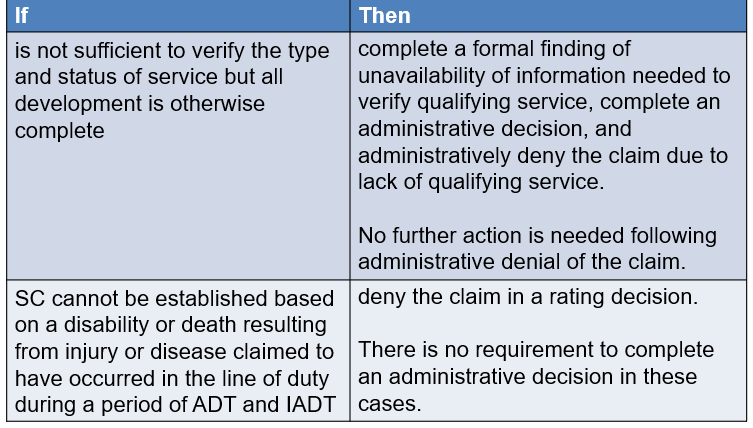 If
Then
is not sufficient to verify the type
and status of service but all
development is otherwise
complete
complete a formal finding of
unavailability of information needed to
verify qualifying service, complete an
administrative decision, and
administratively deny the claim due to
lack of qualifying service.
No further action is needed following
administrative denial of the claim.
SC cannot be established based
on a disability or death resulting
from injury or disease claimed to
have occurred in the line of duty
during a period of ADT and IADT
deny the claim in a rating decision.
There is no requirement to complete
an administrative decision in these
cases.